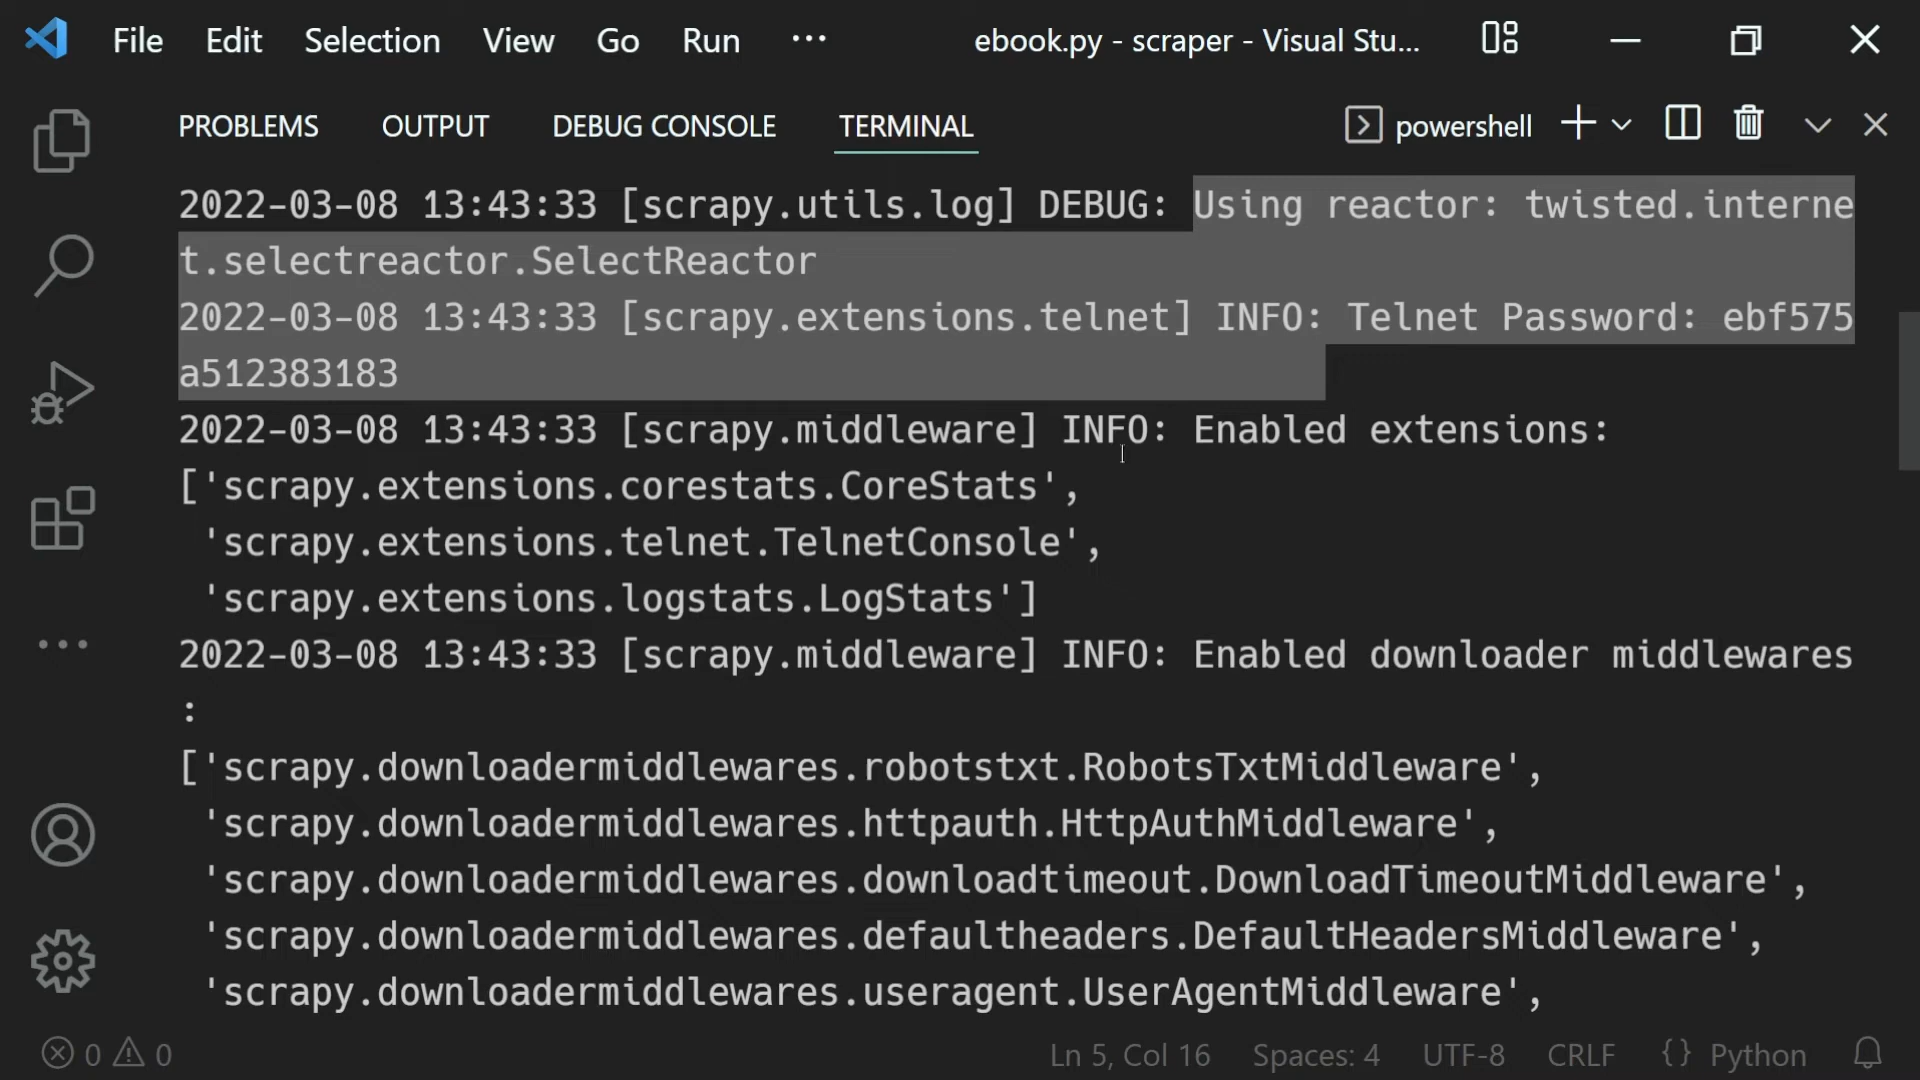 File Edit Selection View Go Run ··· ebook.py - scraper - Visual Stu...
PROBLEMS OUTPUT DEBUG CONSOLE TERMINAL powershell
2022-03-08 13:43:33 [scrapy.utils.log] DEBUG: Using reactor: twisted.interne
t.selectreactor.SelectReactor
2022-03-08 13:43:33 [scrapy.extensions.telnet] INFO: Telnet Password: ebf575
a512383183
2022-03-08 13:43:33 [scrapy.middleware] INFO: Enabled extensions:
['scrapy.extensions.corestats.CoreStats',
 'scrapy.extensions.telnet.TelnetConsole',
 'scrapy.extensions.logstats.LogStats']
2022-03-08 13:43:33 [scrapy.middleware] INFO: Enabled downloader middlewares
:
['scrapy.downloadermiddlewares.robotstxt.RobotsTxtMiddleware',
 'scrapy.downloadermiddlewares.httpauth.HttpAuthMiddleware',
 'scrapy.downloadermiddlewares.downloadtimeout.DownloadTimeoutMiddleware',
 'scrapy.downloadermiddlewares.defaultheaders.DefaultHeadersMiddleware',
 'scrapy.downloadermiddlewares.useragent.UserAgentMiddleware',
0 0 Ln 5, Col 16 Spaces: 4 UTF-8 CRLF {} Python